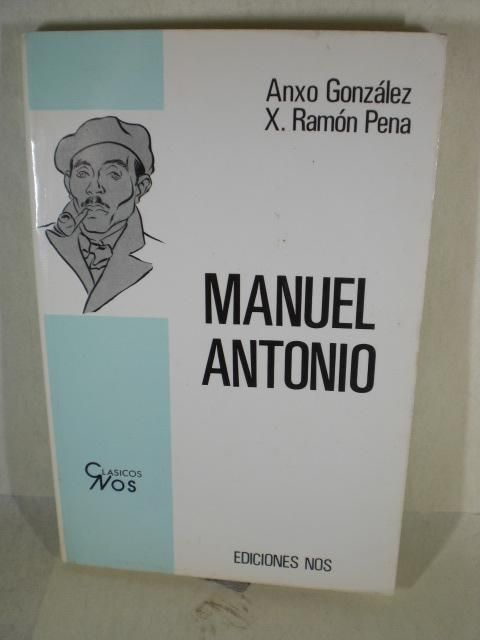 Anxo González
X. Ramón Pena
MANUEL
ANTONIO
CLASICOS
NOS
EDICIONES NOS